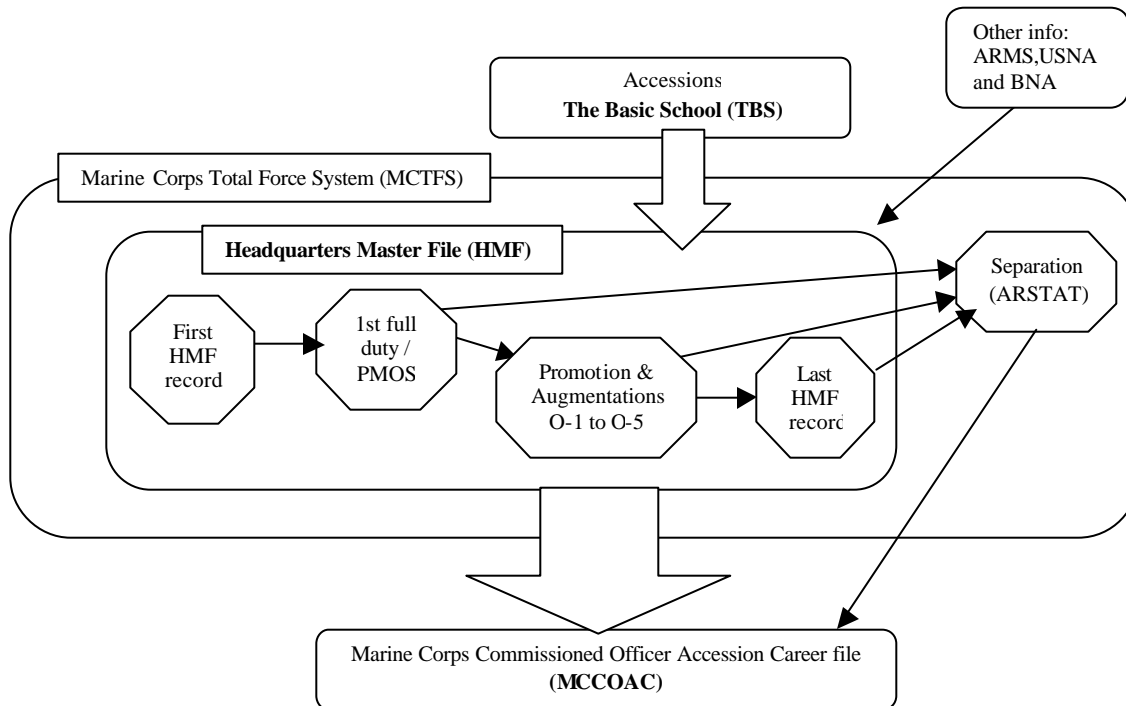 Other info:
ARMS,USNA
and BNA
Accessions
The Basic School (TBS)
Marine Corps Total Force System (MCTFS)
Headquarters Master File (HMF)
First
HMF
record
1st full
duty /
PMOS
Promotion &
Augmentations
O-1 to O-5
Last
HMF
record
Separation
(ARSTAT)
Marine Corps Commissioned Officer Accession Career file
(MCCOAC)